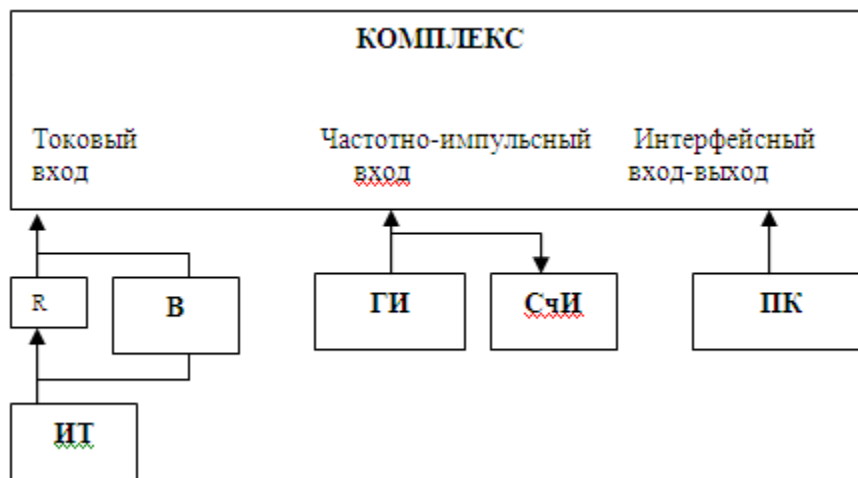 КОМПЛЕКС
Токовый
вход
Частотно-импульсный
вход
Интерфейсный
вход-выход
R
В
ГИ
СчИ
ПК
ИТ